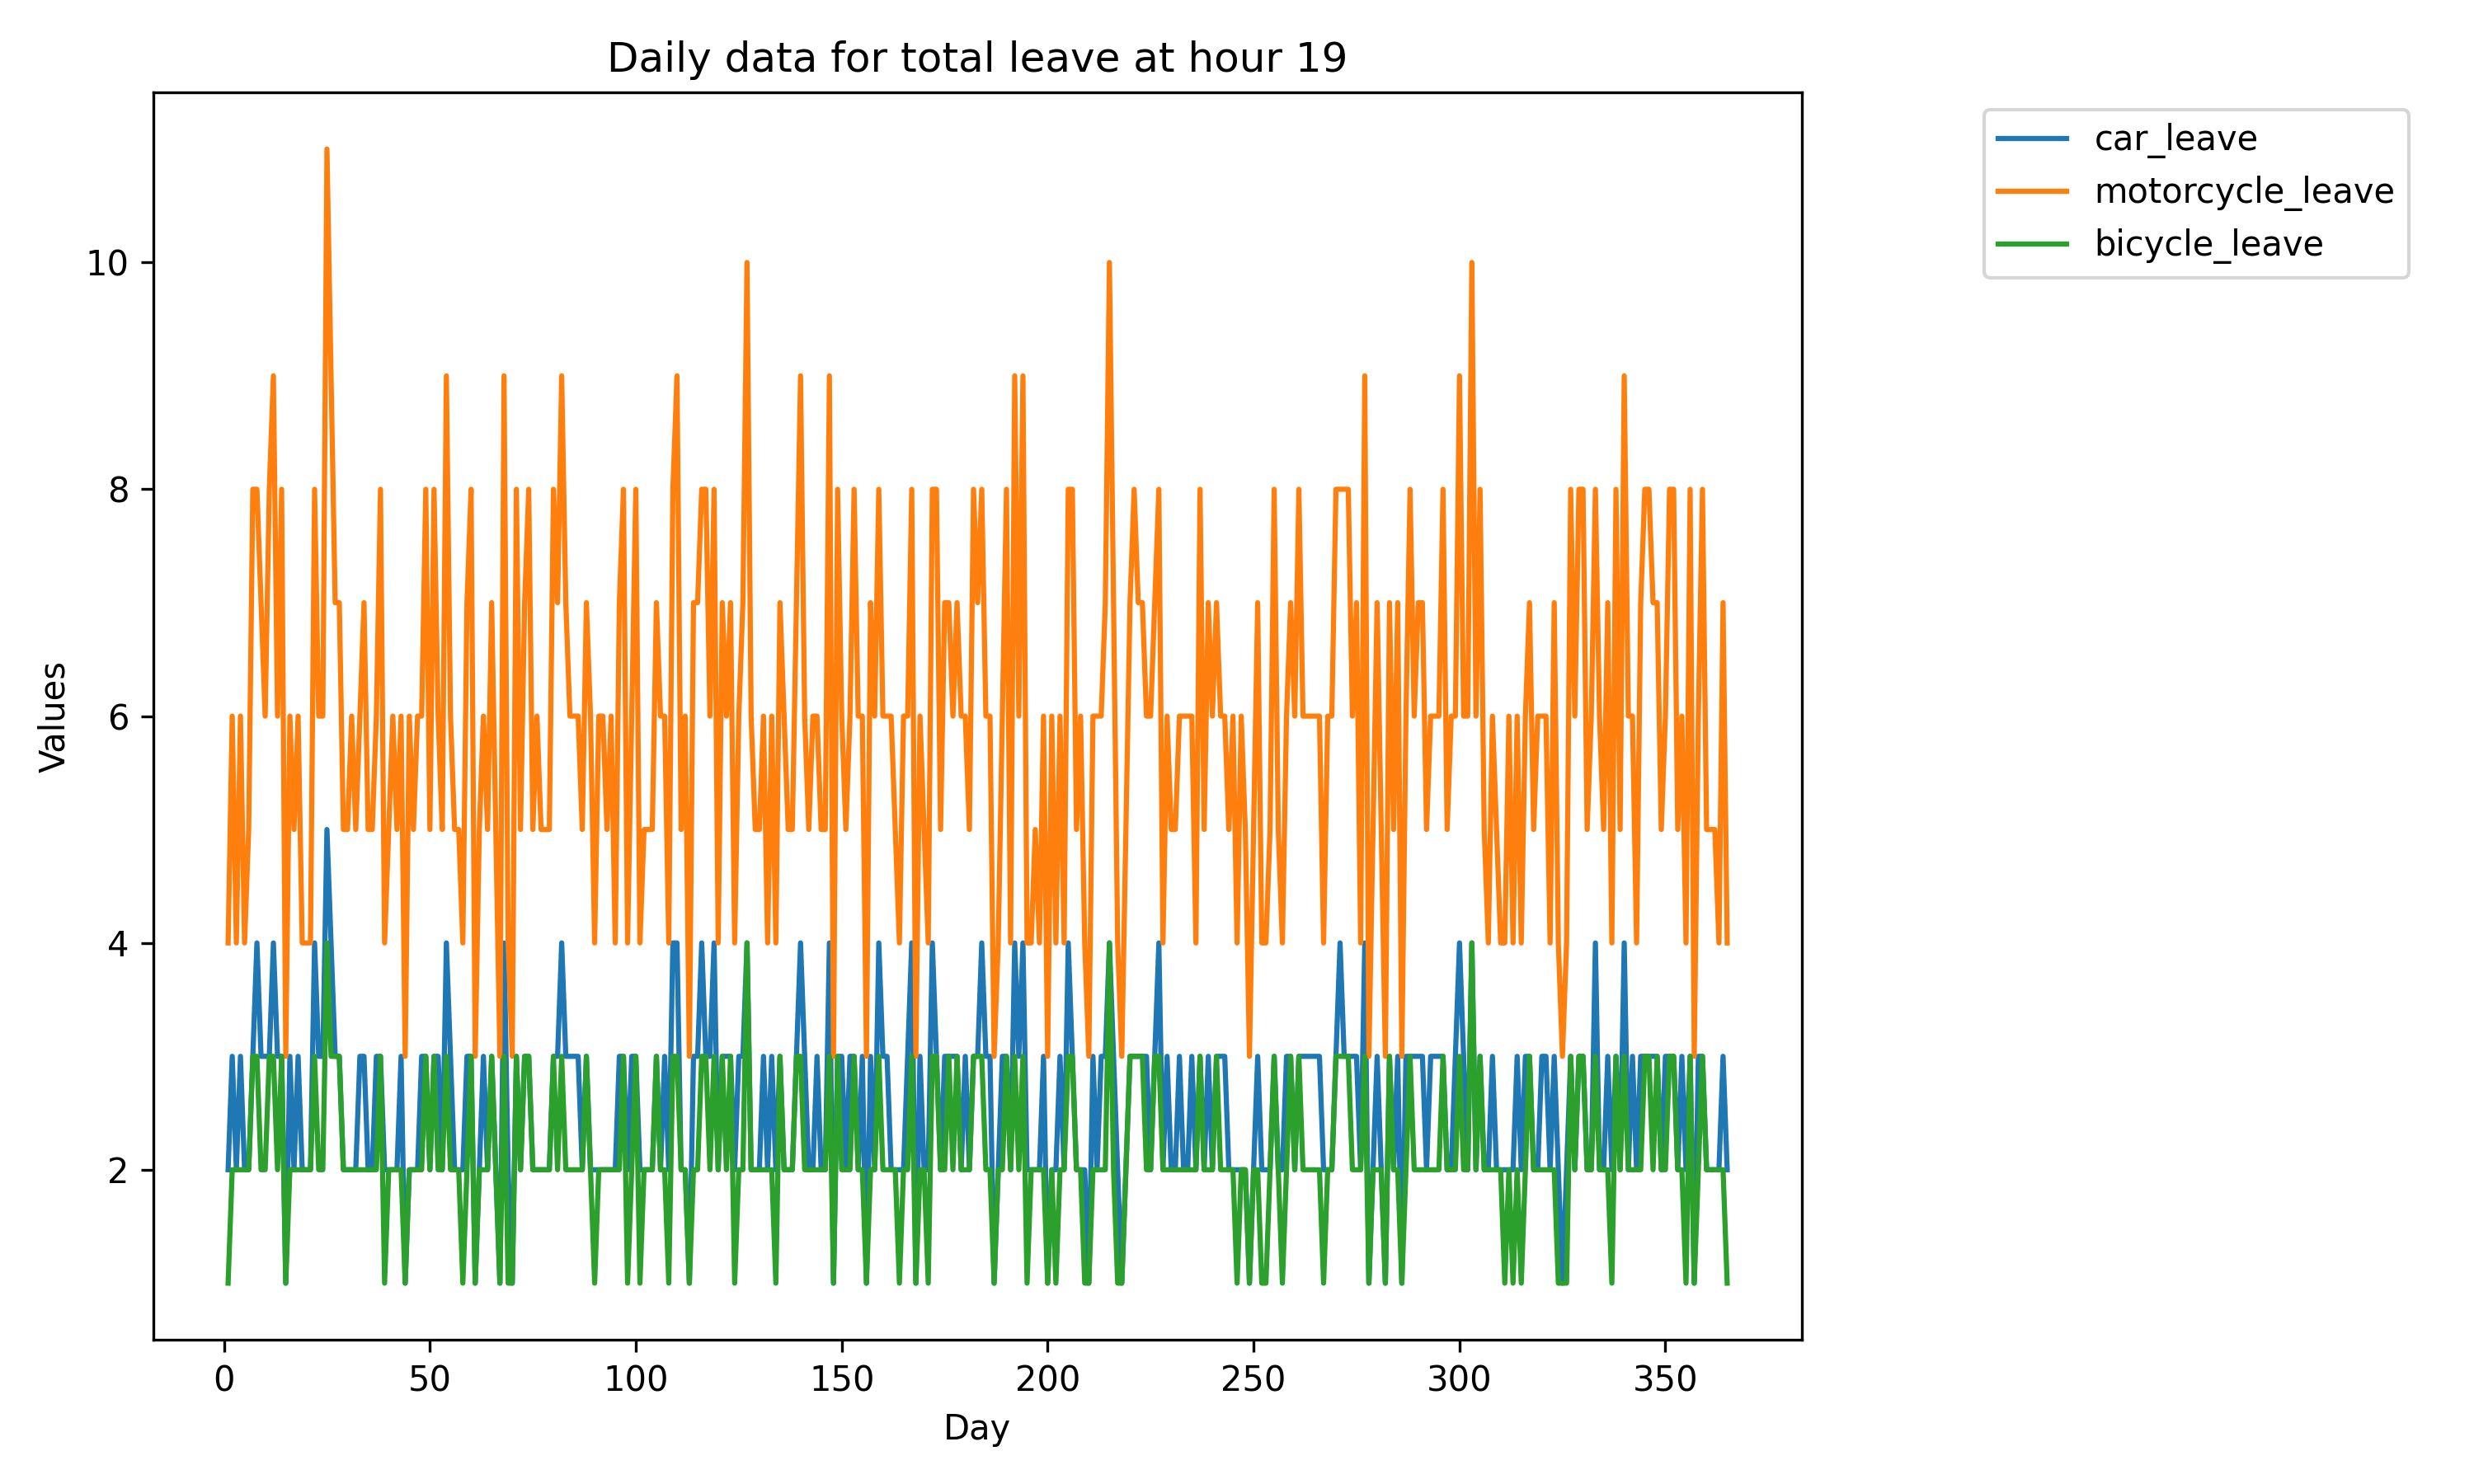 Daily data for total leave at hour 19
car_leave
motorcycle_leave
bicycle_leave
10
8
6
4
2
Values
0 50 100 150 200 250 300 350
Day